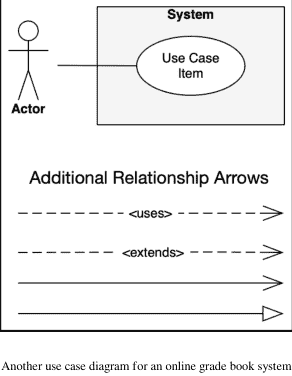 System
Use Case
Item
Actor
Additional Relationship Arrows
<uses>
<extends>
Another use case diagram for an online grade book system